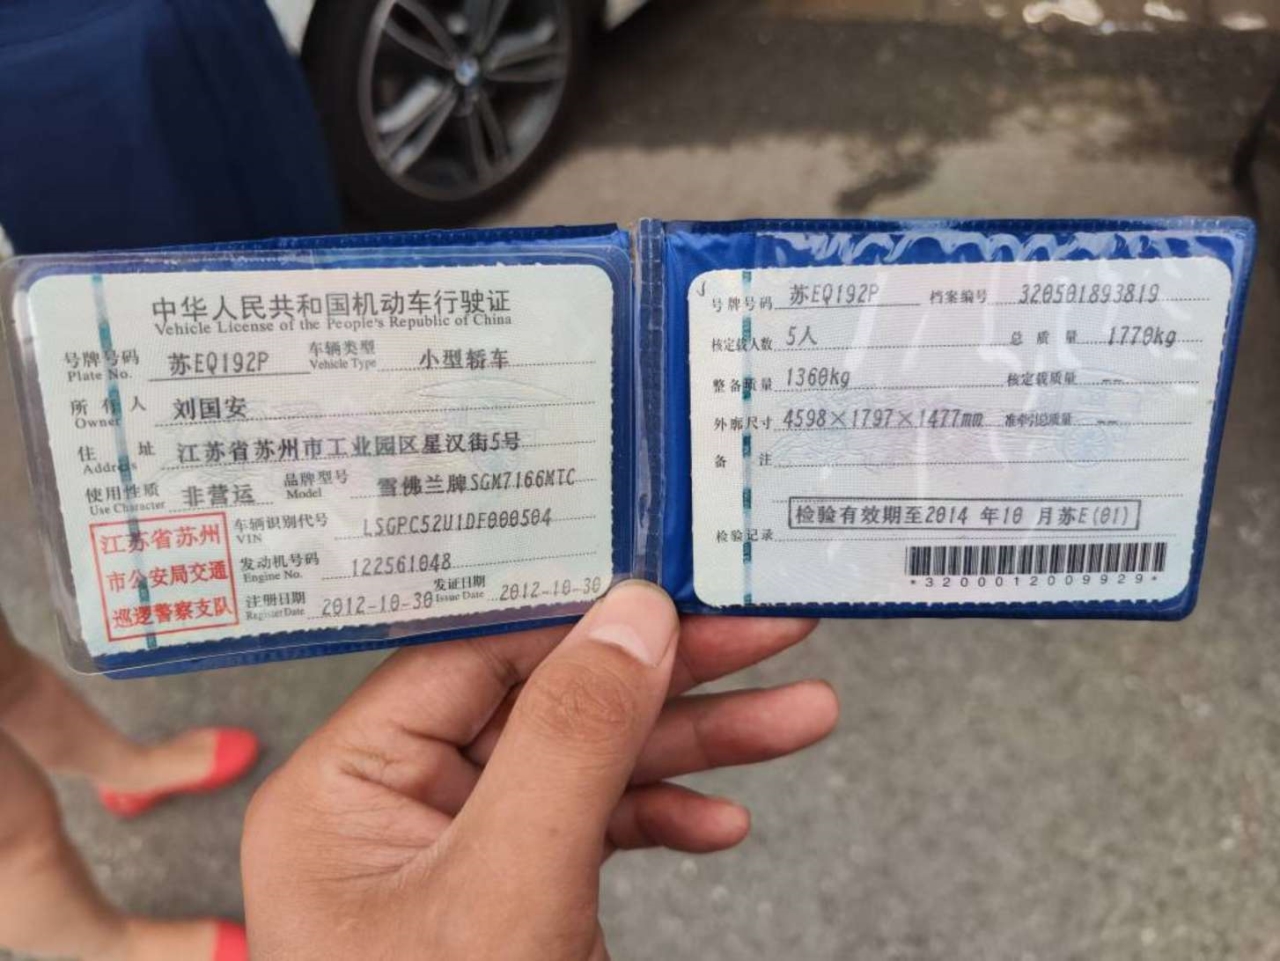 中华人民共和国机动车行驶证
Vehicle License of the People's Republic of China
号牌号码 苏EQ192P 车辆类型 小型轿车
Plate No. Vehicle Type
所有人 刘国安
Owner
住址 江苏省苏州市工业园区星汉街5号
Address
使用性质 非营运 品牌型号 雪佛兰牌SGM7166MTC
Use Character Model
江苏省苏州
市公安局交通
巡逻警察支队
车辆识别代号 LSGPC52U1DF000504
VIN
发动机号码 122561048
Engine No.
注册日期 2012-10-30 发证日期 2012-10-30
Register Date Issue Date
号牌号码 苏EQ192P 档案编号 320501893819
核定载人数 5人 总质量 1770kg
整备质量 1360kg 核定载质量 --
外廓尺寸 4598×1797×1477mm 准牵引总质量 --
备注
检验记录 检验有效期至2014年10月苏E(01)
*3200012009929*